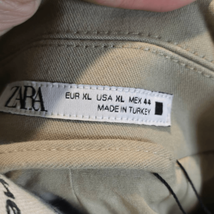 ZARA
EUR XL USA XL MEX 44
MADE IN TURKEY